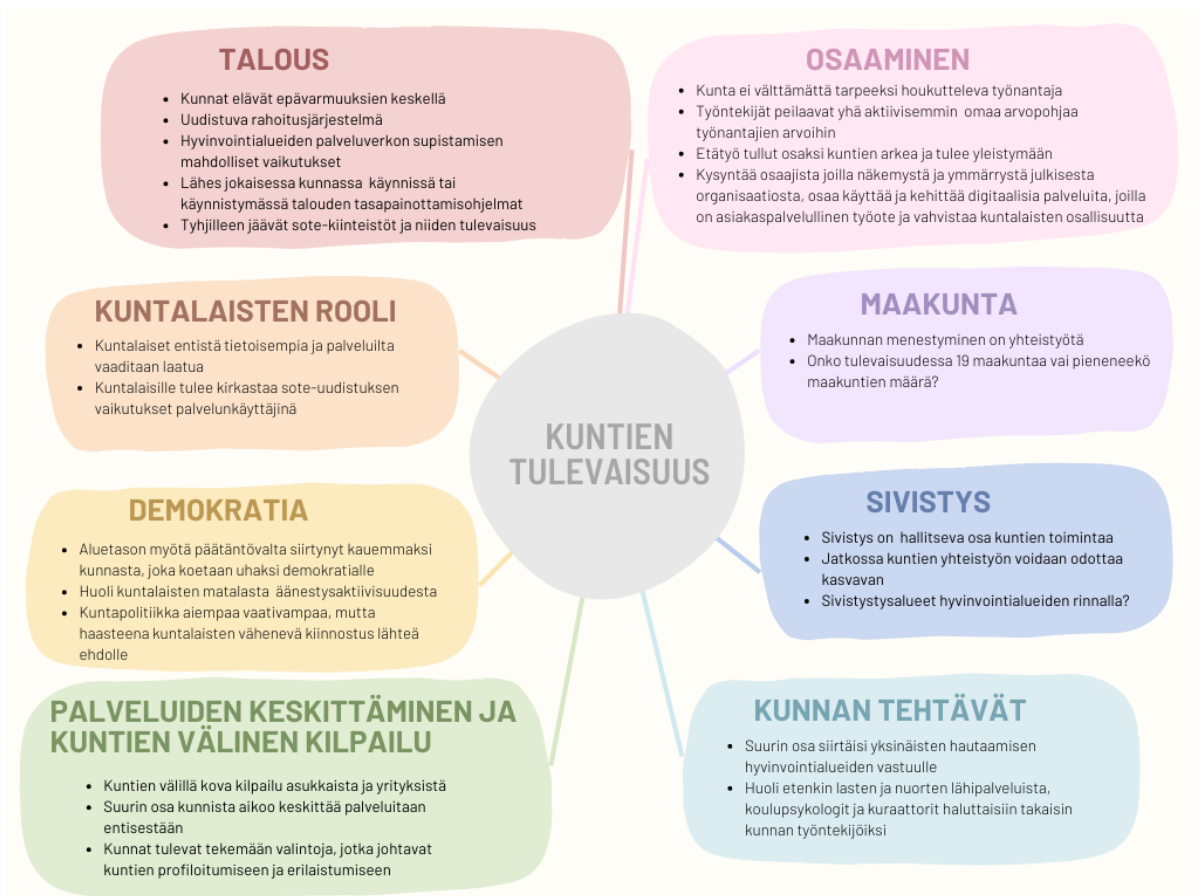 TALOUS
• Kunnat elävät epävarmuuksien keskellä
• Uudistuva rahoitusjärjestelmä
• Hyvinvointialueiden palveluverkon supistamisen
mahdolliset vaikutukset
• Lähes jokaisessa kunnassa käynnissä tai
käynnistymässä talouden tasapainottamisohjelmat
• Tyhjilleen jäävät sote-kiinteistöt ja niiden tulevaisuus
OSAAMINEN
• Kunta ei välttämättä tarpeeksi houkutteleva työnantaja
• Työntekijät peilaavat yhä aktiivisemmin omaa arvopohjaa
työnantajien arvoihin
• Etätyö tullut osaksi kuntien arkea ja tulee yleistymään
• Kysyntää osaajista joilla näkemystä ja ymmärrystä julkisesta
organisaatiosta, osaa käyttää ja kehittää digitaalisia palveluita, joilla
on asiakaspalvelullinen työote ja vahvistaa kuntalaisten osallisuutta
KUNTALAISTEN ROOLI
• Kuntalaiset entistä tietoisempia ja palveluilta
vaaditaan laatua
• Kuntalaisille tulee kirkastaa sote-uudistuksen
vaikutukset palvelunkäyttäjinä
MAAKUNTA
• Maakunnan menestyminen on yhteistyötä
• Onko tulevaisuudessa 19 maakuntaa vai pieneneekö
maakuntien määrä?
KUNTIEN
TULEVAISUUS
DEMOKRATIA
• Aluetason myötä päätäntövalta siirtynyt kauemmaksi
kunnasta, joka koetaan uhaksi demokratialle
• Huoli kuntalaisten matalasta äänestysaktiivisuudesta
• Kuntapolitiikka aiempaa vaativampaa, mutta
haasteena kuntalaisten vähenevä kiinnostus lähteä
ehdolle
SIVISTYS
• Sivistys on hallitseva osa kuntien toimintaa
• Jatkossa kuntien yhteistyön voidaan odottaa
kasvavan
• Sivistystysalueet hyvinvointialueiden rinnalla?
PALVELUIDEN KESKITTÄMINEN JA
KUNTIEN VÄLINEN KILPAILU
• Kuntien välillä kova kilpailu asukkaista ja yrityksistä
• Suurin osa kunnista aikoo keskittää palveluitaan
entisestään
• Kunnat tulevat tekemään valintoja, jotka johtavat
kuntien profiloitumiseen ja erilaistumiseen
KUNNAN TEHTÄVÄT
• Suurin osa siirtäisi yksinäisten hautaamisen
hyvinvointialueiden vastuulle
• Huoli etenkin lasten ja nuorten lähipalveluista,
koulupsykologit ja kuraattorit haluttaisiin takaisin
kunnan työntekijöiksi